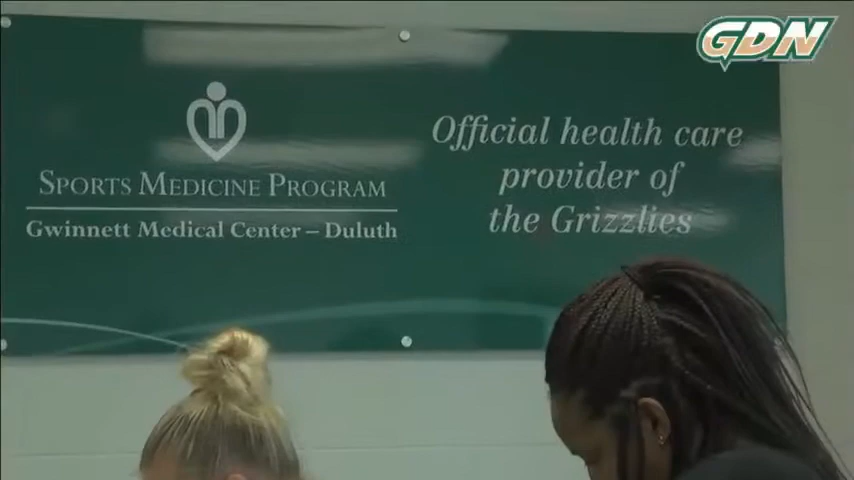 GDN
Sports Medicine Program
Gwinnett Medical Center – Duluth
Official health care
provider of
the Grizzlies